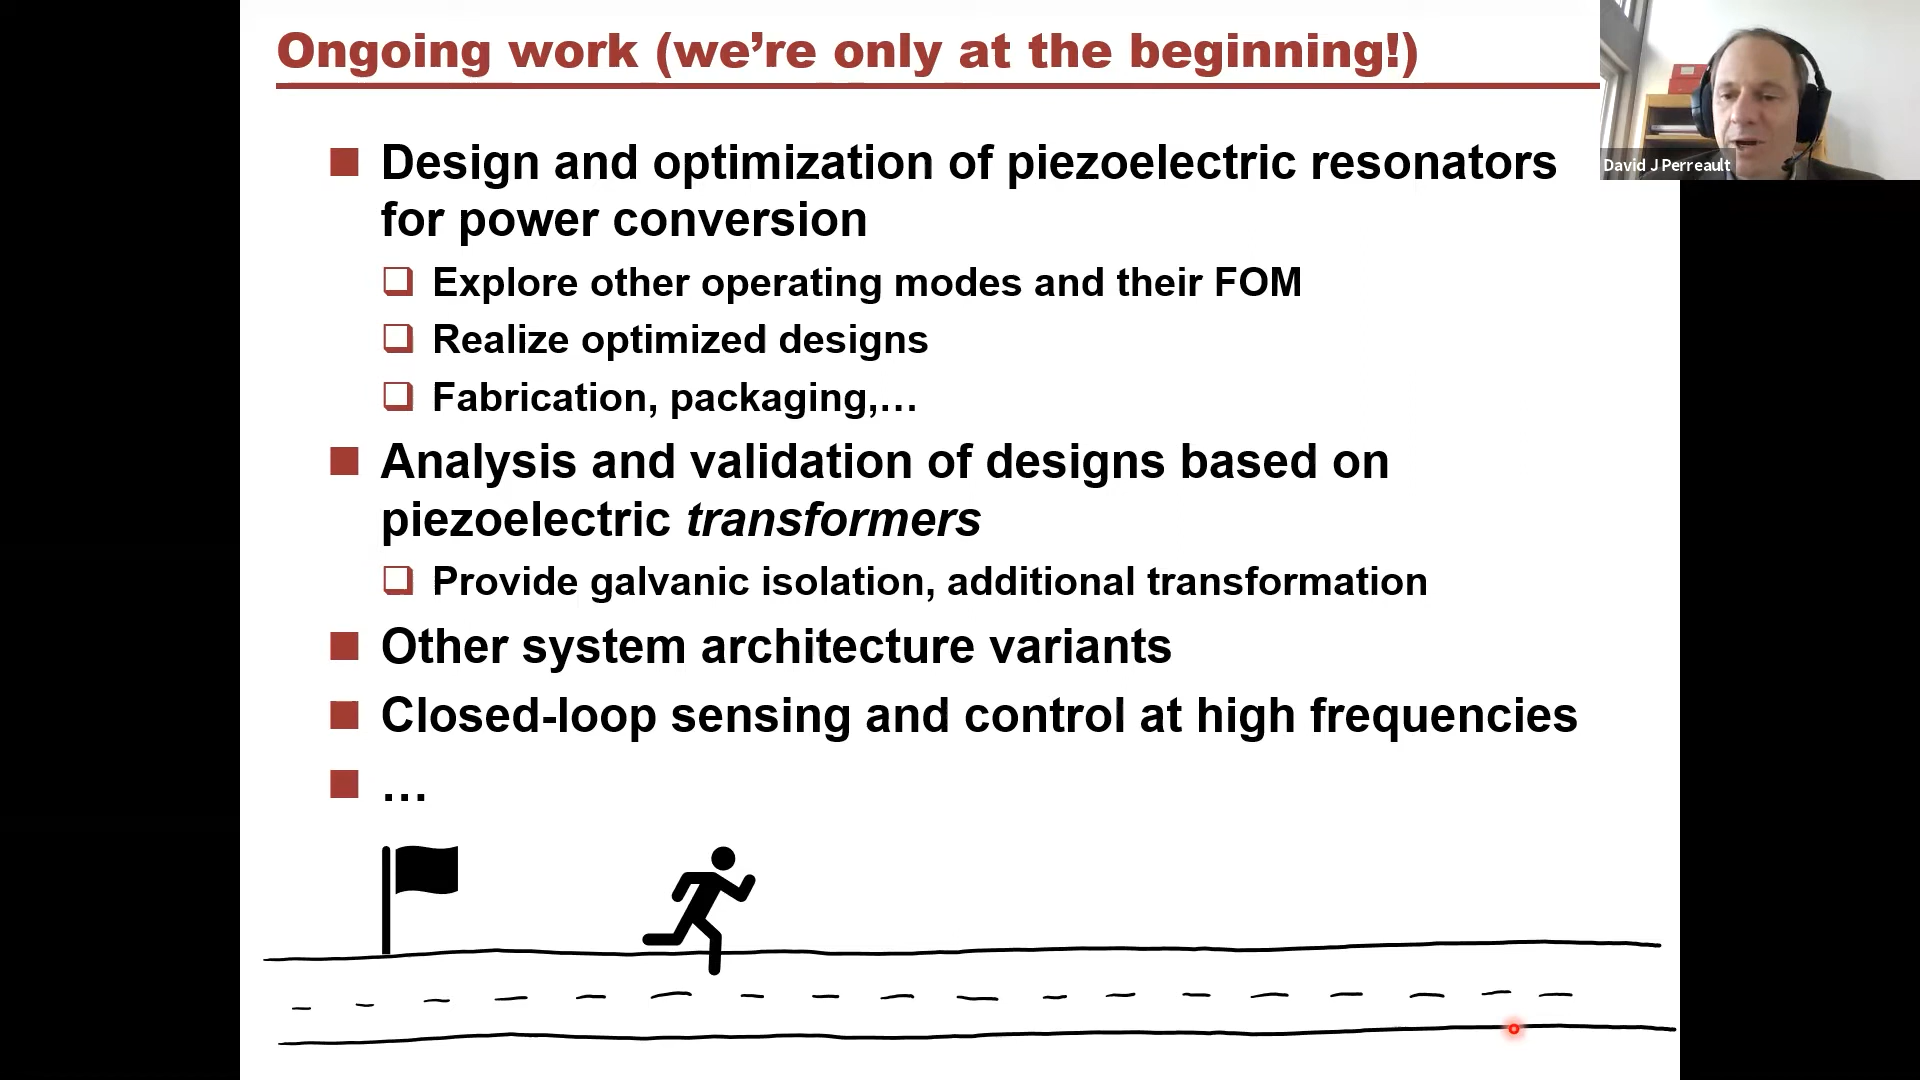 Ongoing work (we’re only at the beginning!)
David J Perreault
Design and optimization of piezoelectric resonators
for power conversion
Explore other operating modes and their FOM
Realize optimized designs
Fabrication, packaging,…
Analysis and validation of designs based on
piezoelectric transformers
Provide galvanic isolation, additional transformation
Other system architecture variants
Closed-loop sensing and control at high frequencies
…